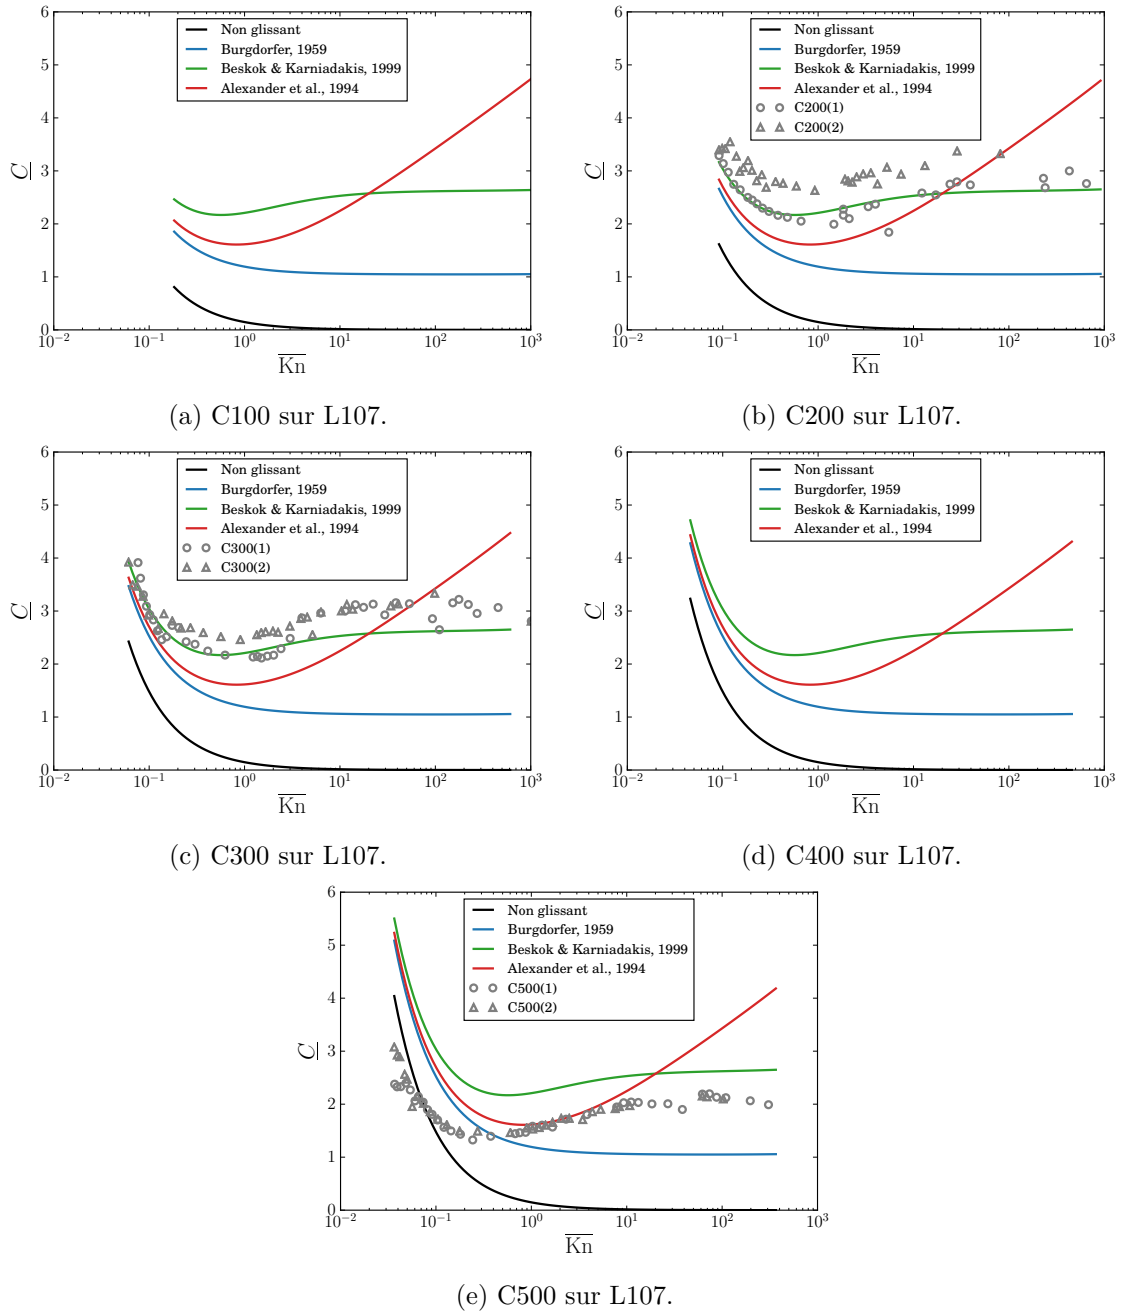 6
5
4
3
2
1
0
C
Non glissant
Burgdorfer, 1959
Beskok & Karniadakis, 1999
Alexander et al., 1994
10⁻² 10⁻¹ 10⁰ 10¹ 10² 10³
Kn
(a) C100 sur L107.
6
5
4
3
2
1
0
C
Non glissant
Burgdorfer, 1959
Beskok & Karniadakis, 1999
Alexander et al., 1994
C200(1)
C200(2)
10⁻² 10⁻¹ 10⁰ 10¹ 10² 10³
Kn
(b) C200 sur L107.
6
5
4
3
2
1
0
C
Non glissant
Burgdorfer, 1959
Beskok & Karniadakis, 1999
Alexander et al., 1994
C300(1)
C300(2)
10⁻² 10⁻¹ 10⁰ 10¹ 10² 10³
Kn
(c) C300 sur L107.
6
5
4
3
2
1
0
C
Non glissant
Burgdorfer, 1959
Beskok & Karniadakis, 1999
Alexander et al., 1994
10⁻² 10⁻¹ 10⁰ 10¹ 10² 10³
Kn
(d) C400 sur L107.
6
5
4
3
2
1
0
C
Non glissant
Burgdorfer, 1959
Beskok & Karniadakis, 1999
Alexander et al., 1994
C500(1)
C500(2)
10⁻² 10⁻¹ 10⁰ 10¹ 10² 10³
Kn
(e) C500 sur L107.